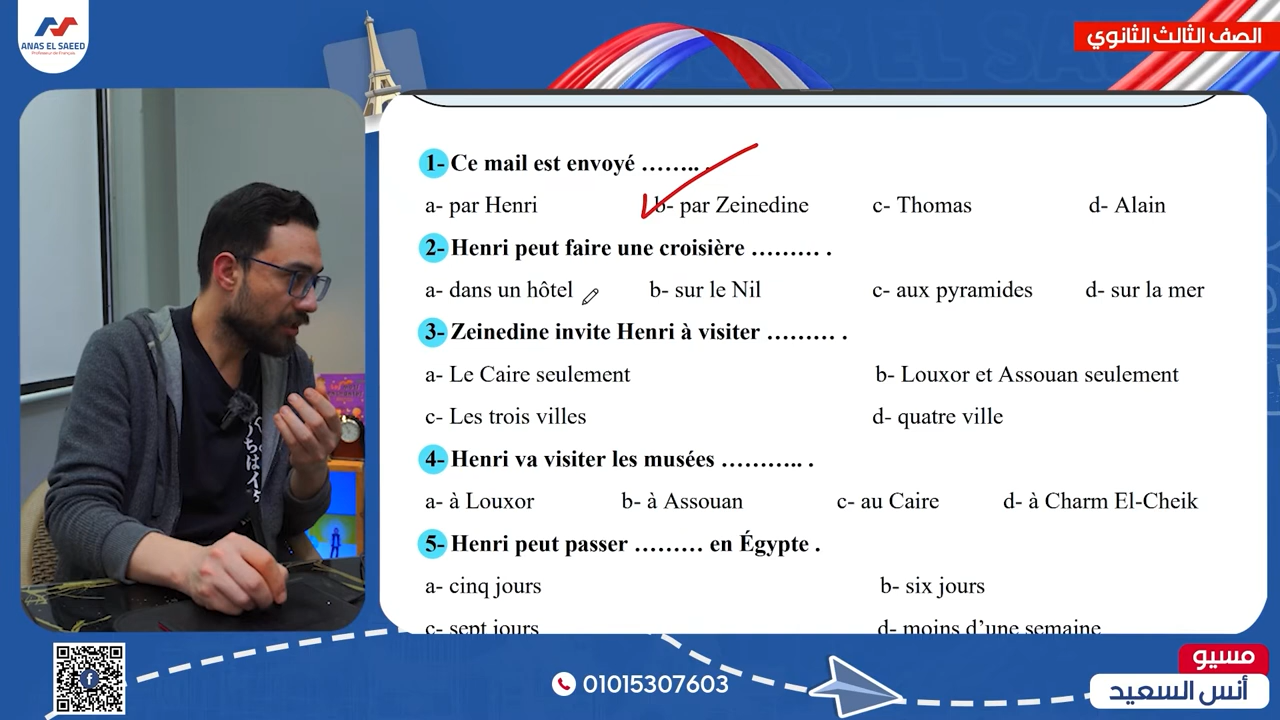 ANAS EL SAEED
Professeur de Français
الصف الثالث الثانوي
1- Ce mail est envoyé …….. .
a- par Henri b- par Zeinedine c- Thomas d- Alain
2- Henri peut faire une croisière ……… .
a- dans un hôtel b- sur le Nil c- aux pyramides d- sur la mer
3- Zeinedine invite Henri à visiter ……… .
a- Le Caire seulement b- Louxor et Assouan seulement
c- Les trois villes d- quatre ville
4- Henri va visiter les musées ……….. .
a- à Louxor b- à Assouan c- au Caire d- à Charm El-Cheik
5- Henri peut passer ……… en Égypte .
a- cinq jours b- six jours
c- sept jours d- moins d’une semaine
01015307603
مسيو
أنس السعيد